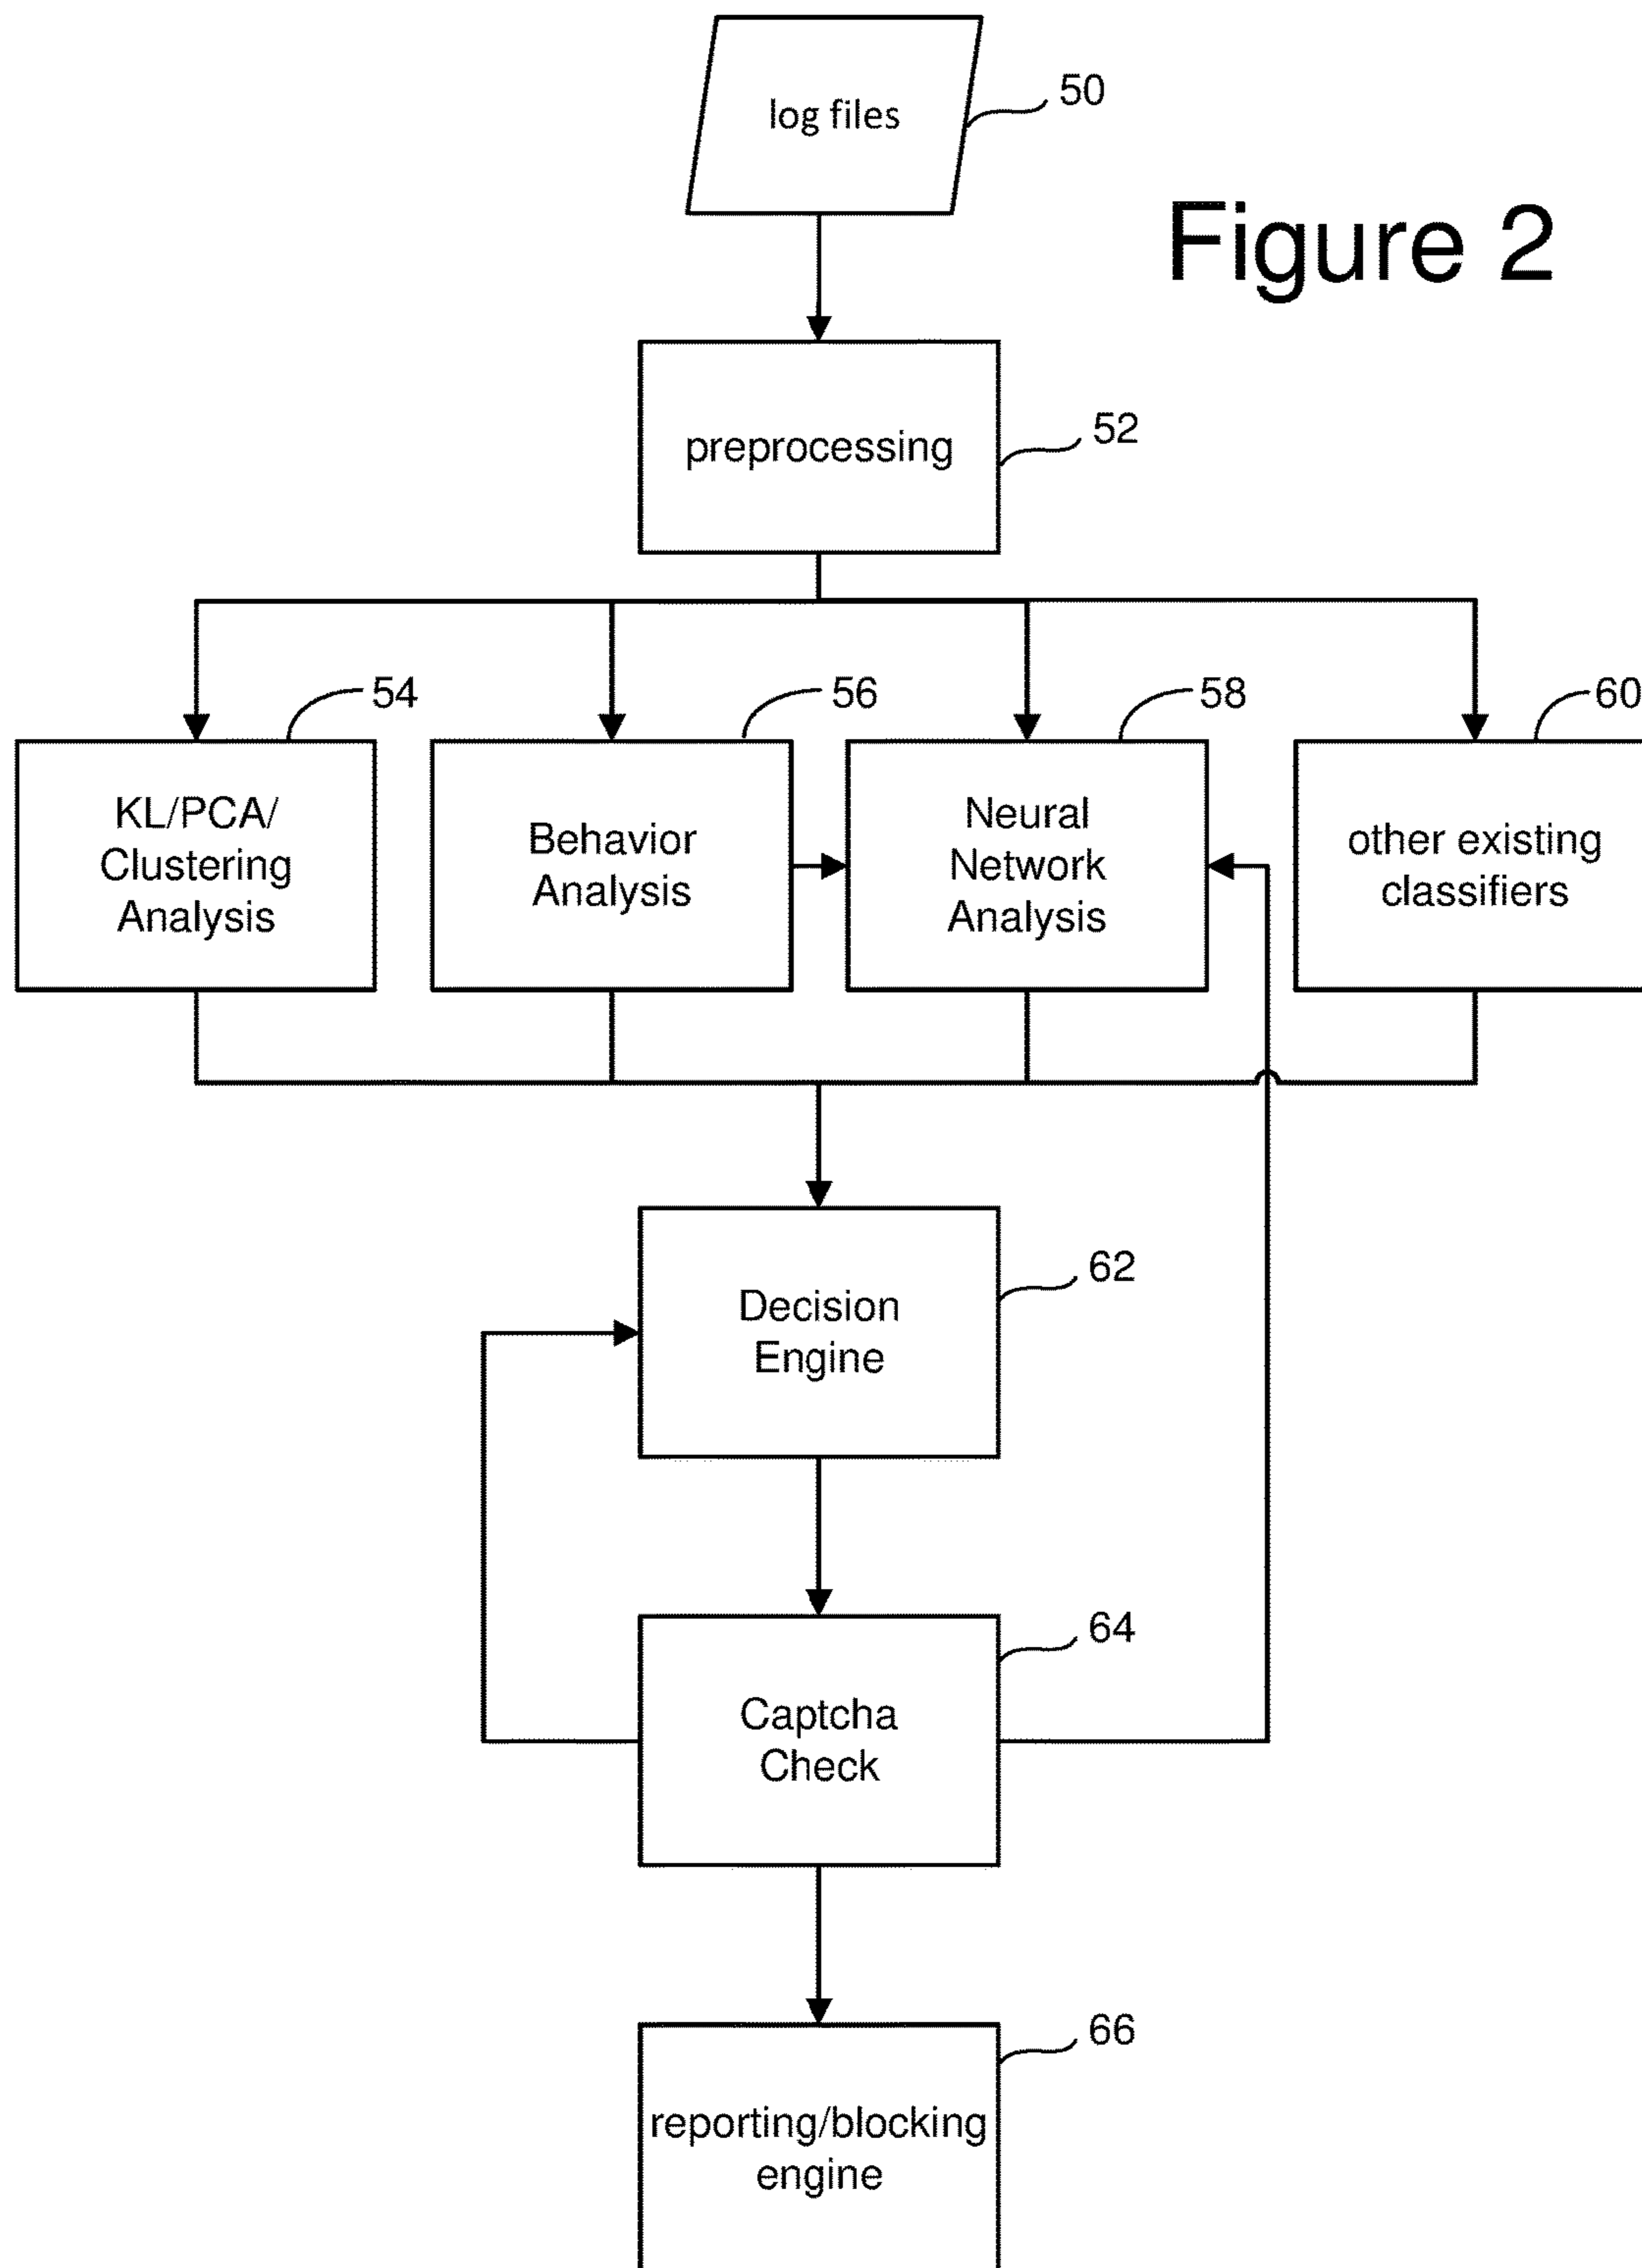 log files
50
Figure 2
preprocessing
52
54
56
58
60
KL/PCA/
Clustering
Analysis
Behavior
Analysis
Neural
Network
Analysis
other existing
classifiers
Decision
Engine
62
Captcha
Check
64
reporting/blocking
engine
66